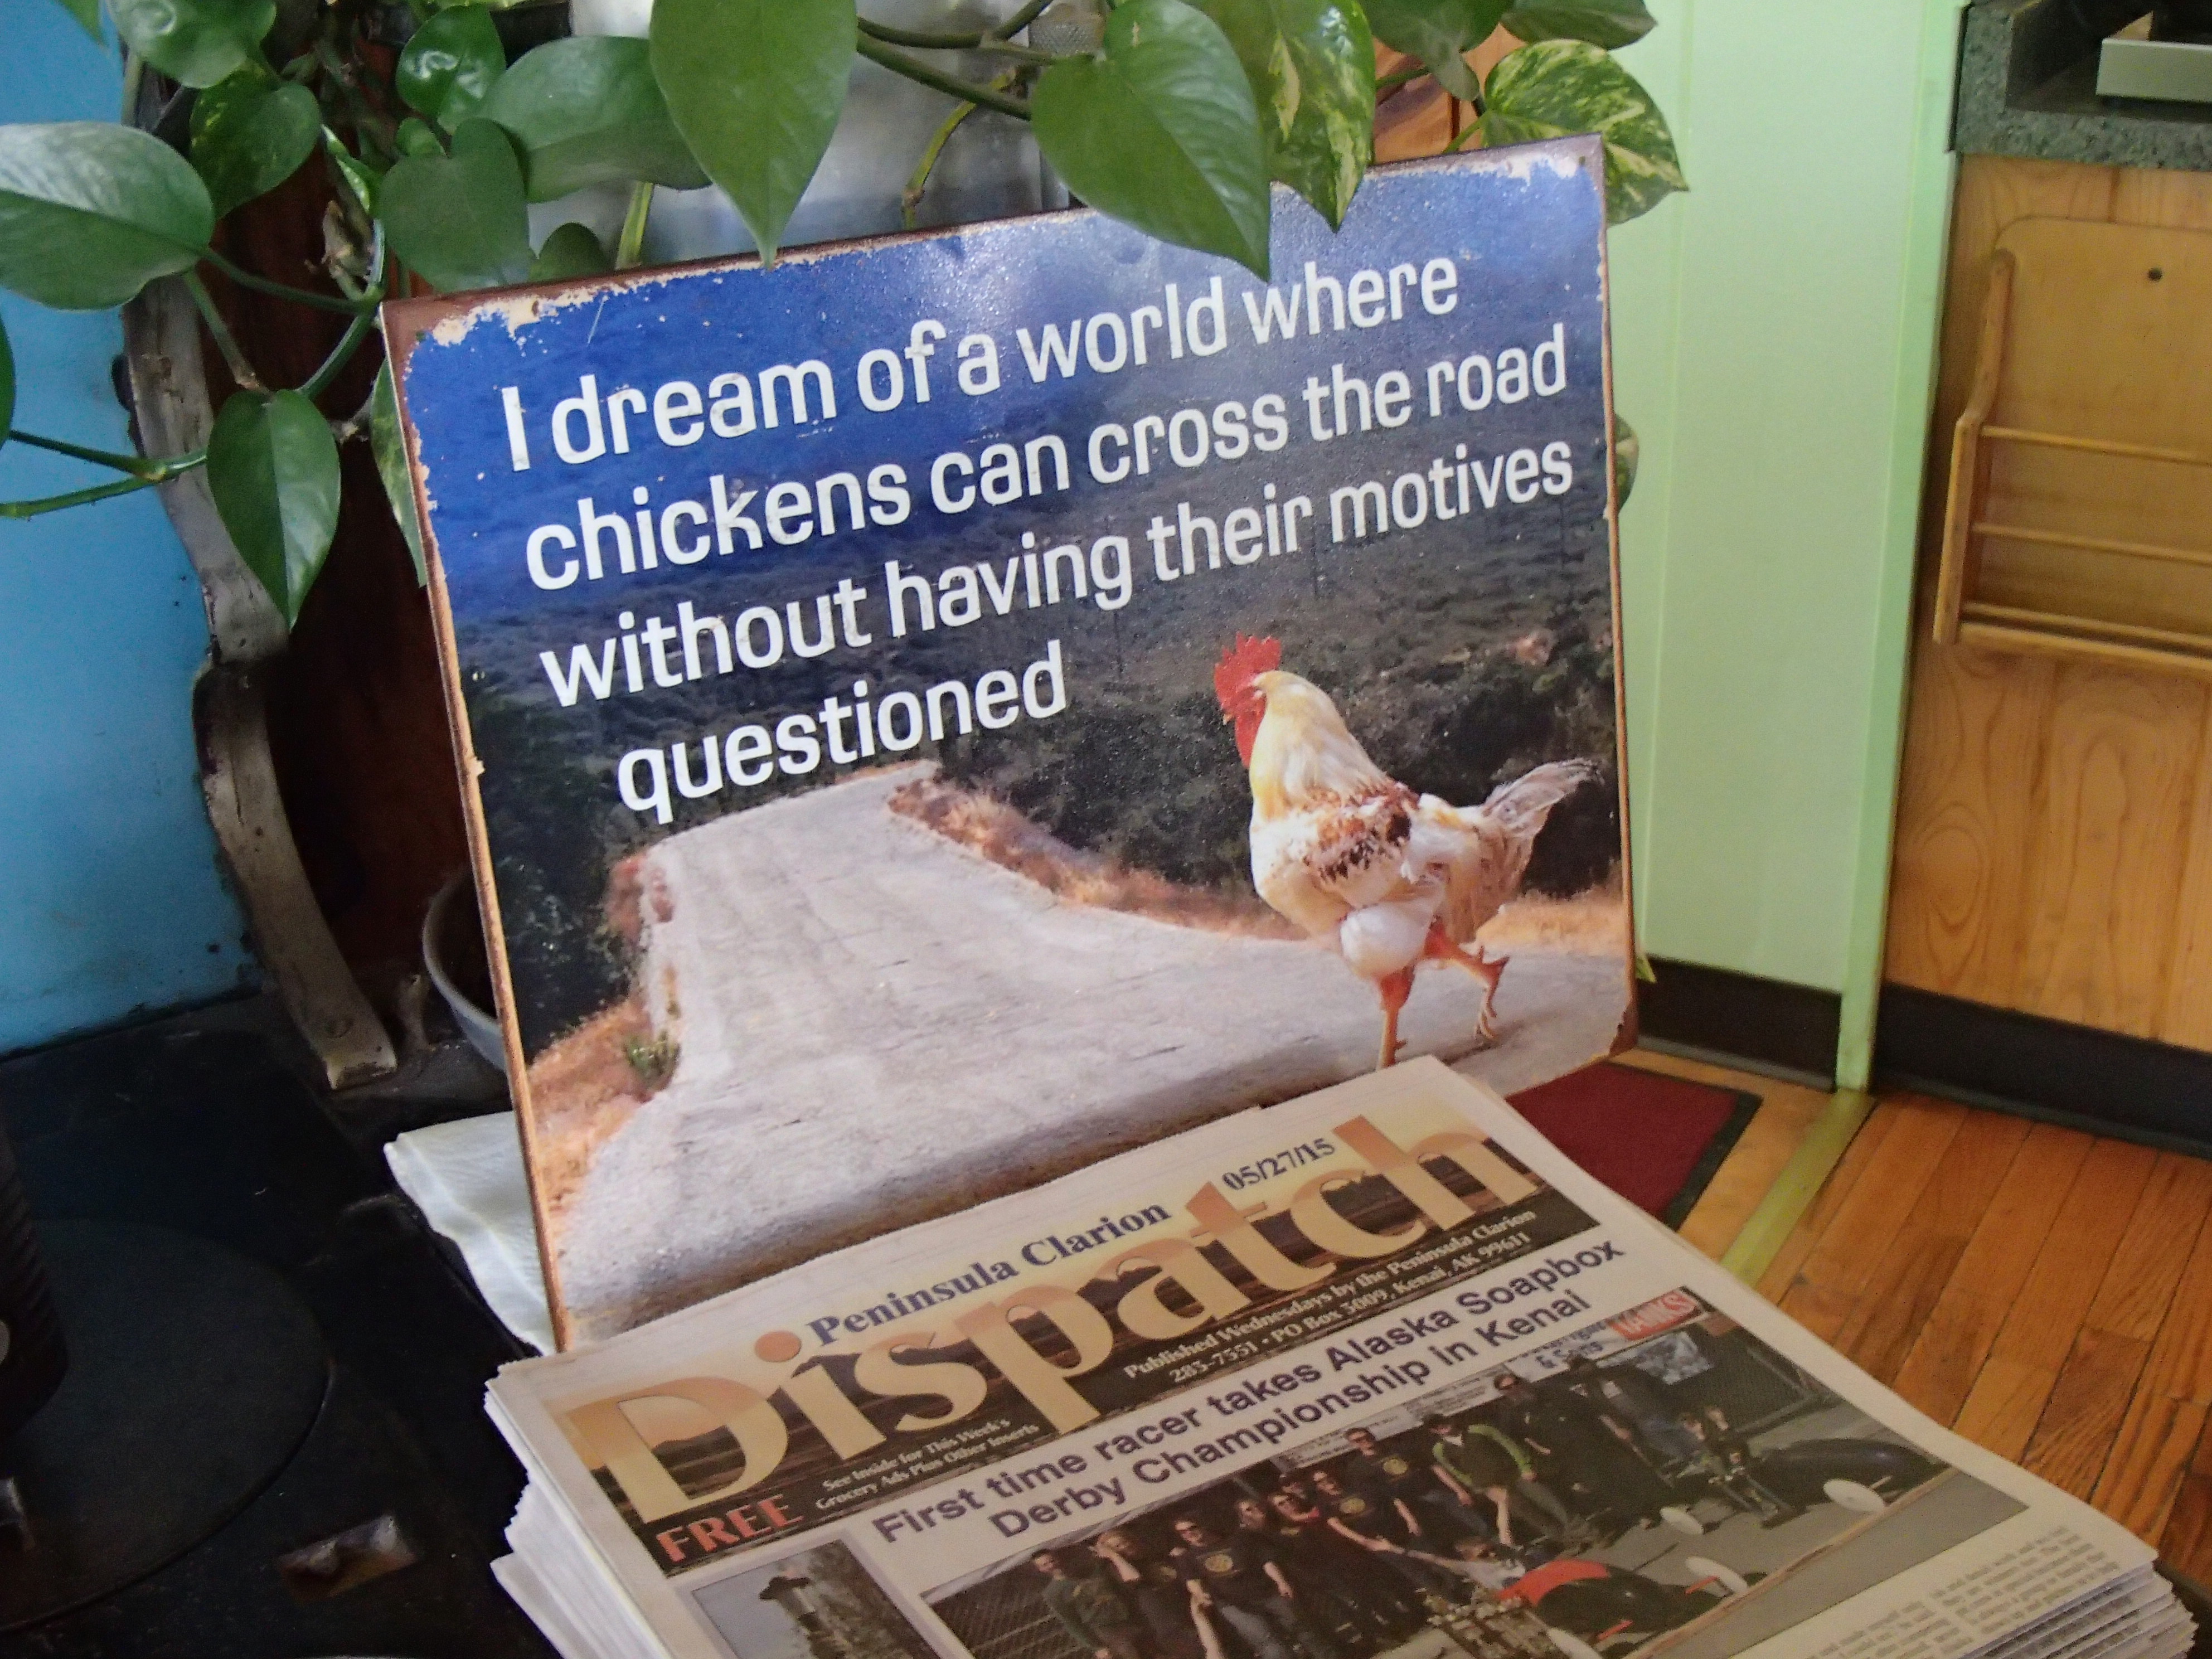 I dream of a world where
chickens can cross the road
without having their motives
questioned
Peninsula Clarion 05/27/15
Dispatch
Published Wednesdays by the Peninsula Clarion
283-7551 • PO Box 3009, Kenai, AK 99611
See Inside for This Week's
Grocery Ads Plus Other Inserts
FREE
First time racer takes Alaska Soapbox
Derby Championship in Kenai
& Sons